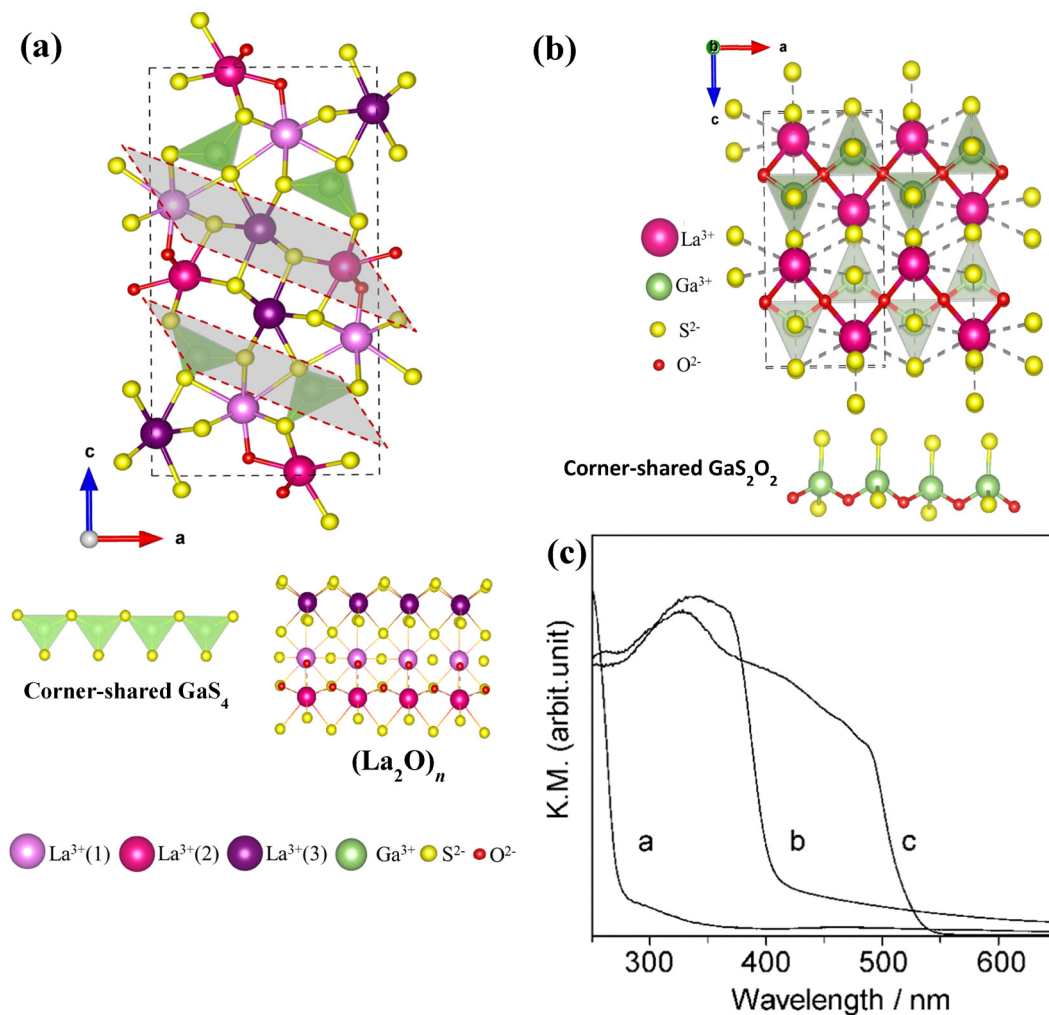 (a)
c
a
Corner-shared GaS₄
(La₂O)ₙ
La³⁺(1) La³⁺(2) La³⁺(3) Ga³⁺ S²⁻ O²⁻
(b)
b a
c
La³⁺
Ga³⁺
S²⁻
O²⁻
Corner-shared GaS₂O₂
(c)
K.M. (arbit.unit)
a b c
300 400 500 600
Wavelength / nm